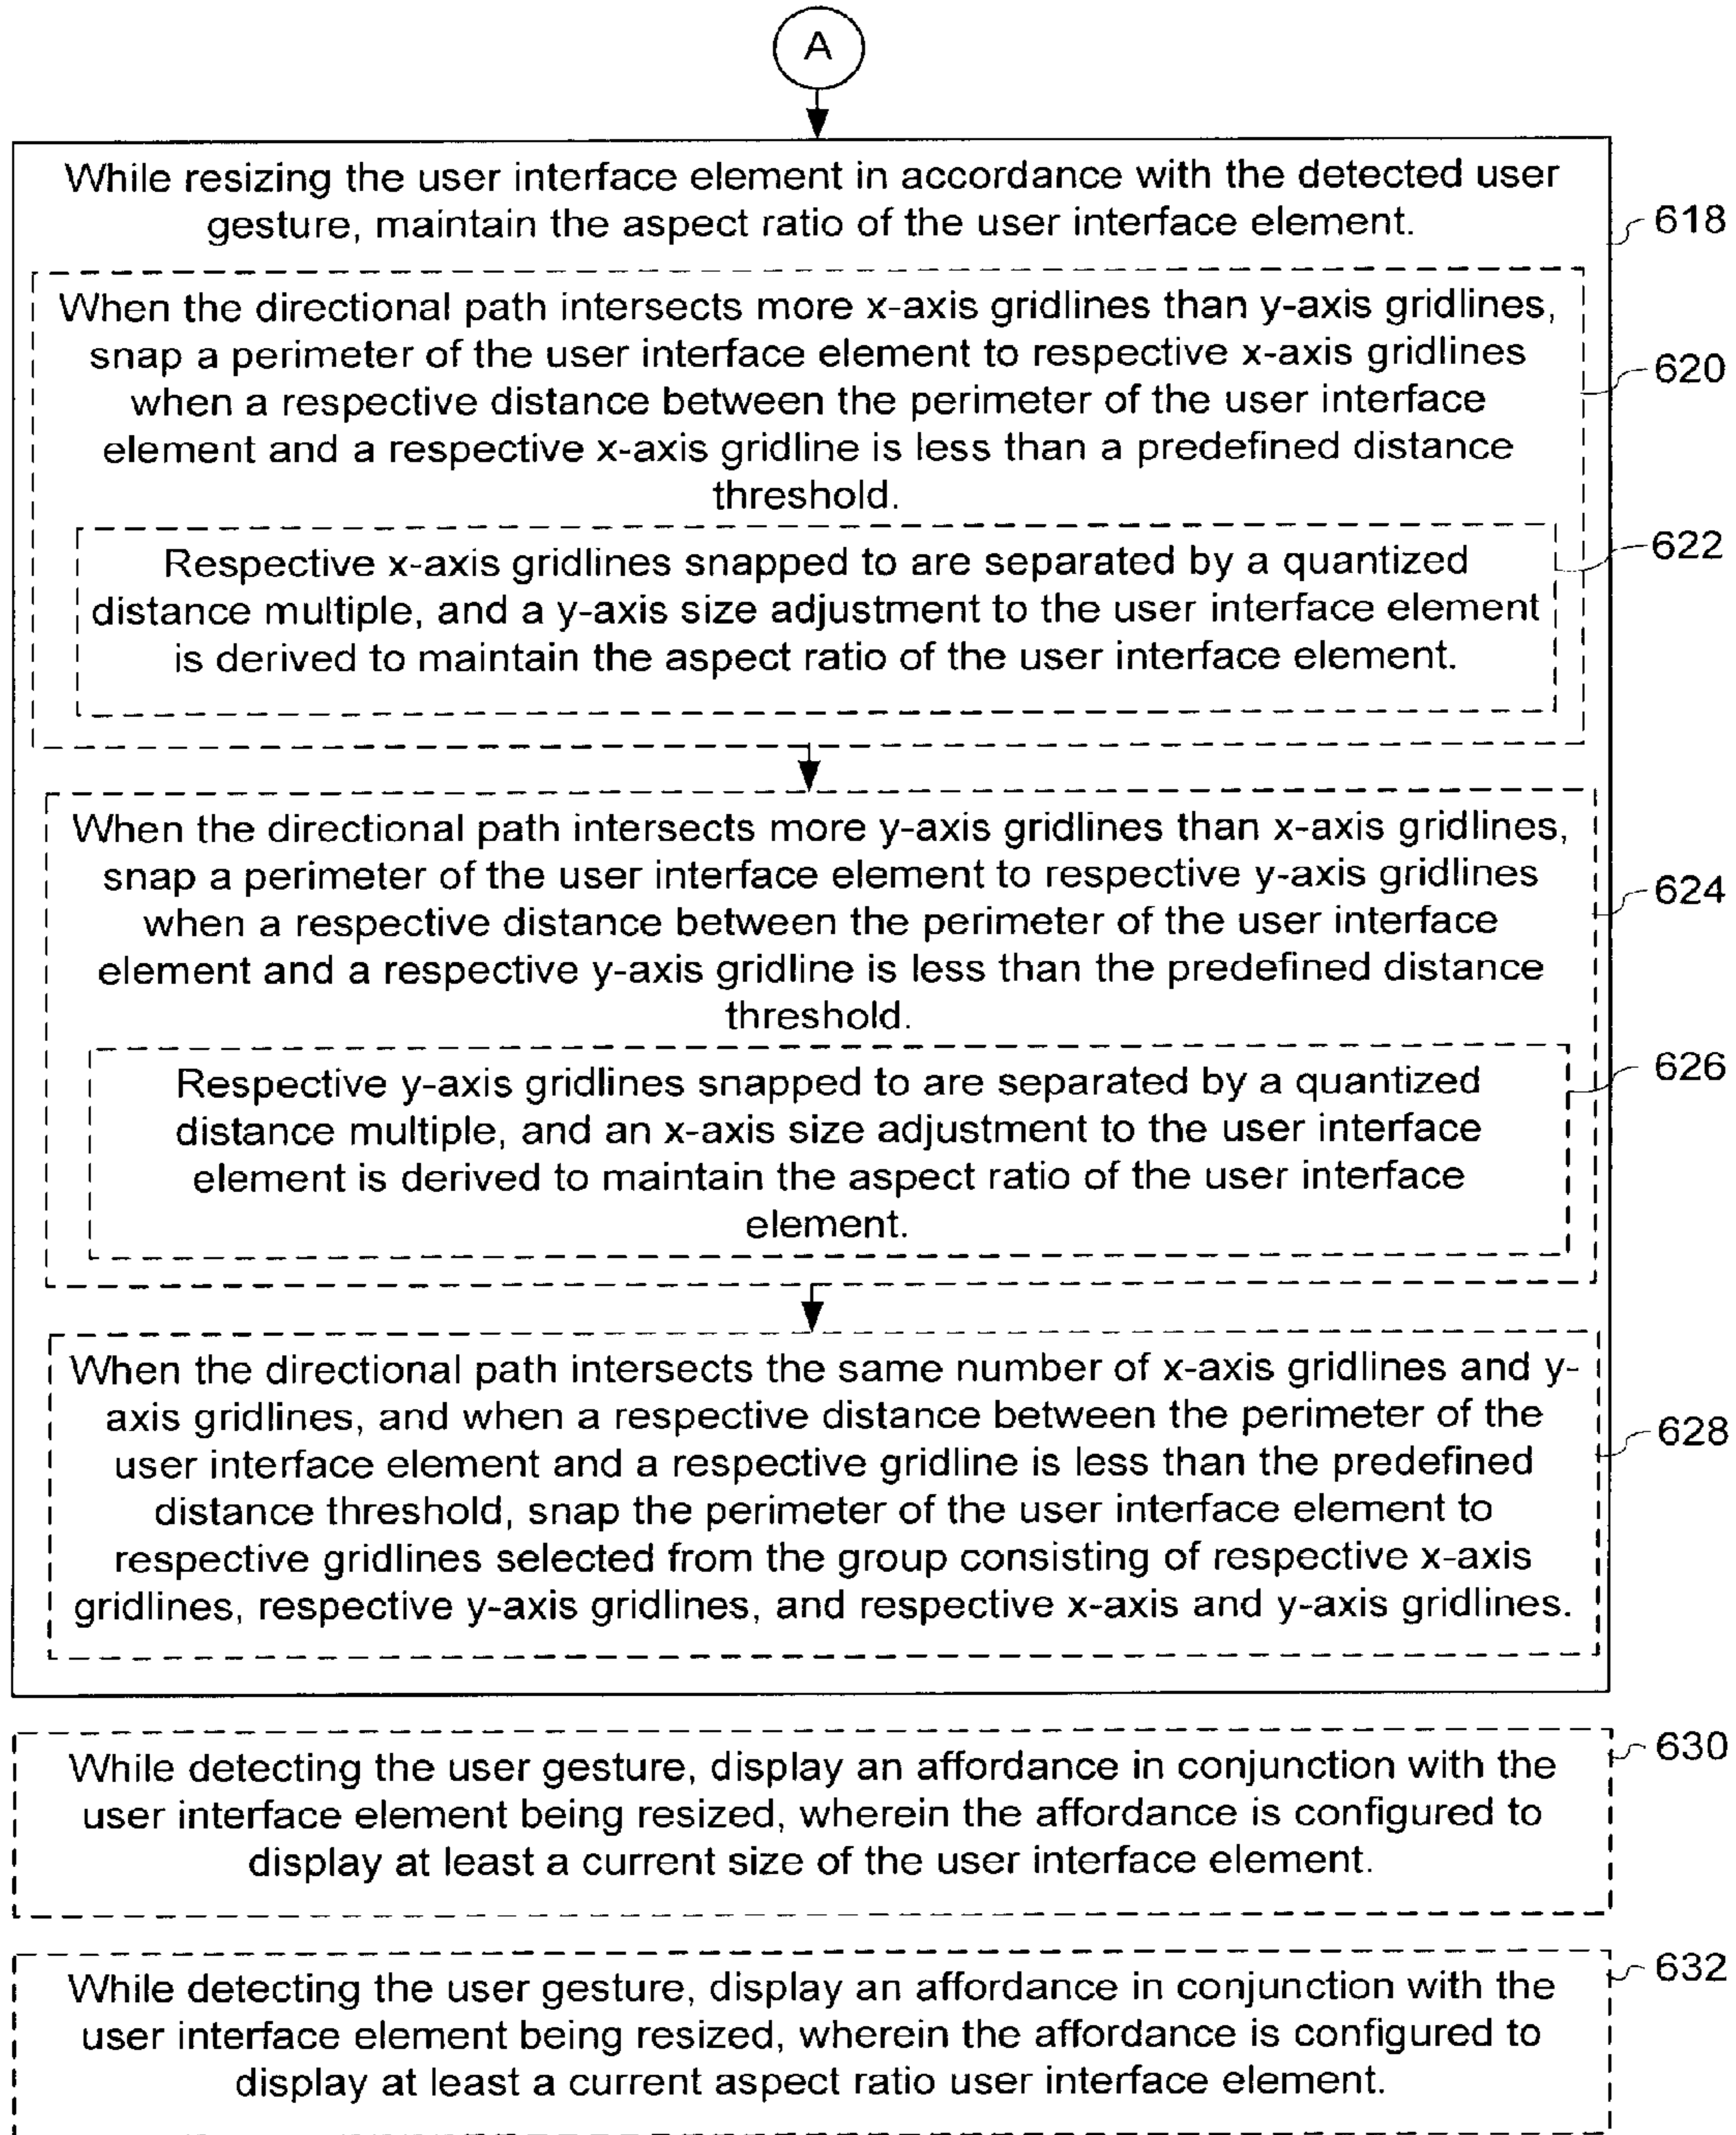 A
While resizing the user interface element in accordance with the detected user
gesture, maintain the aspect ratio of the user interface element.
618
When the directional path intersects more x-axis gridlines than y-axis gridlines,
snap a perimeter of the user interface element to respective x-axis gridlines
when a respective distance between the perimeter of the user interface
element and a respective x-axis gridline is less than a predefined distance
threshold.
620
Respective x-axis gridlines snapped to are separated by a quantized
distance multiple, and a y-axis size adjustment to the user interface element
is derived to maintain the aspect ratio of the user interface element.
622
When the directional path intersects more y-axis gridlines than x-axis gridlines,
snap a perimeter of the user interface element to respective y-axis gridlines
when a respective distance between the perimeter of the user interface
element and a respective y-axis gridline is less than the predefined distance
threshold.
624
Respective y-axis gridlines snapped to are separated by a quantized
distance multiple, and an x-axis size adjustment to the user interface
element is derived to maintain the aspect ratio of the user interface
element.
626
When the directional path intersects the same number of x-axis gridlines and y-
axis gridlines, and when a respective distance between the perimeter of the
user interface element and a respective gridline is less than the predefined
distance threshold, snap the perimeter of the user interface element to
respective gridlines selected from the group consisting of respective x-axis
gridlines, respective y-axis gridlines, and respective x-axis and y-axis gridlines.
628
While detecting the user gesture, display an affordance in conjunction with the
user interface element being resized, wherein the affordance is configured to
display at least a current size of the user interface element.
630
While detecting the user gesture, display an affordance in conjunction with the
user interface element being resized, wherein the affordance is configured to
display at least a current aspect ratio user interface element.
632